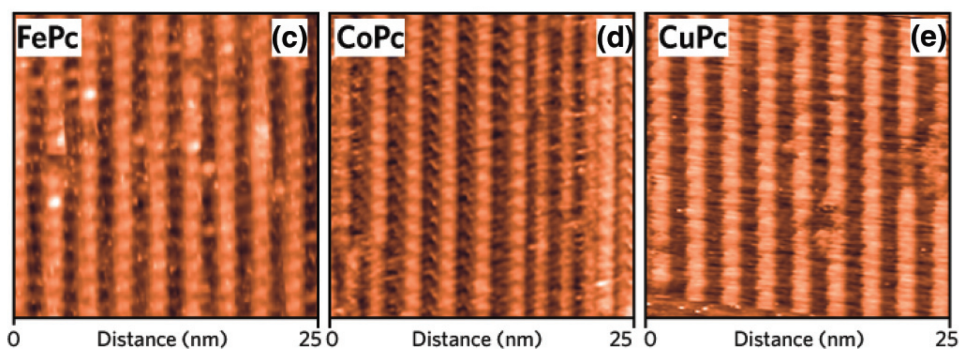 FePc (c) CoPc (d) CuPc (e)
0 Distance (nm) 25 0 Distance (nm) 25 0 Distance (nm) 25